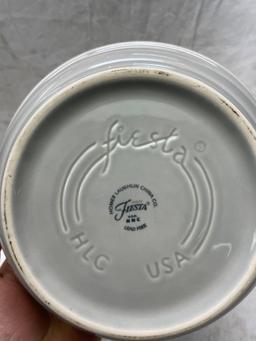 fiesta®
HOMER LAUGHLIN CHINA CO.
FIESTA®
U.S.A.
LEAD FREE
HLC USA